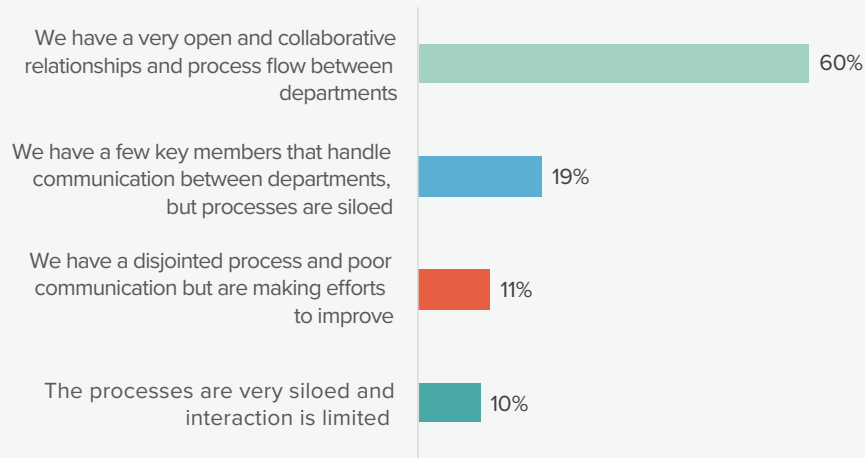 We have a very open and collaborative
relationships and process flow between
departments
60%
We have a few key members that handle
communication between departments,
but processes are siloed
19%
We have a disjointed process and poor
communication but are making efforts
to improve
11%
The processes are very siloed and
interaction is limited
10%